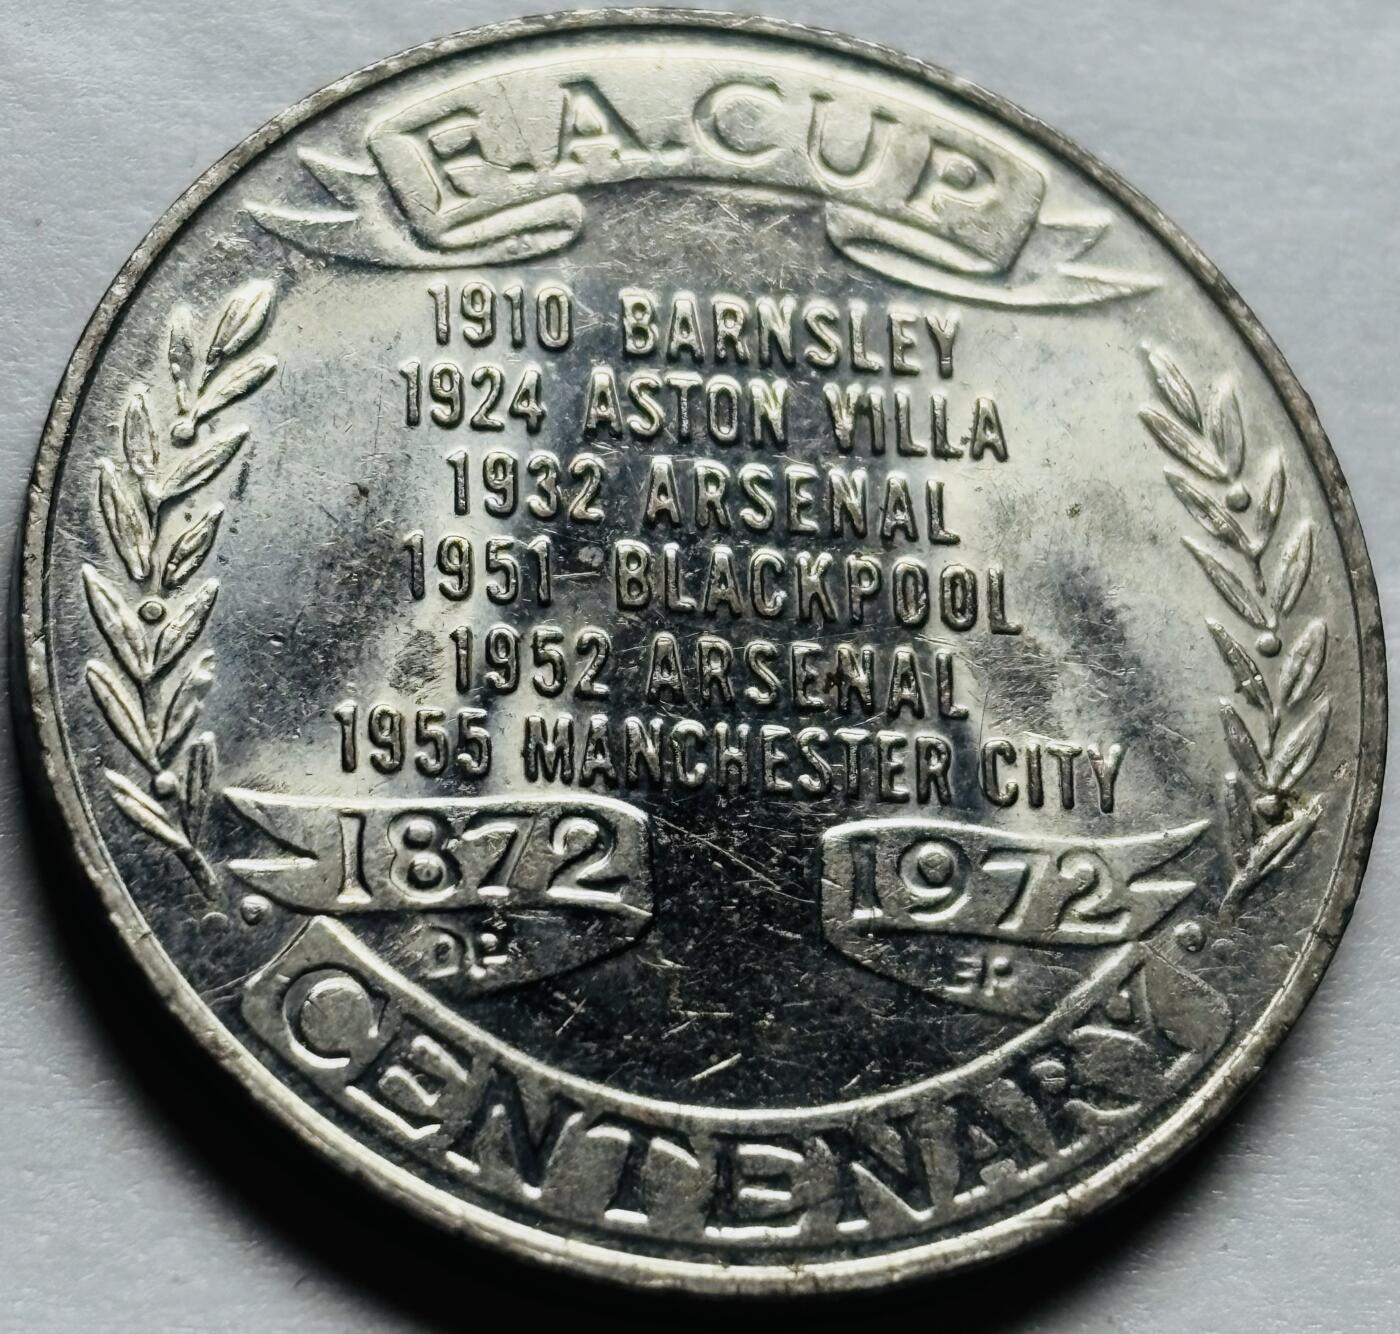 F.A.CUP
1910 BARNSLEY
1924 ASTON VILLA
1932 ARSENAL
1951 BLACKPOOL
1952 ARSENAL
1955 MANCHESTER CITY
1872 1972
CENTENARY